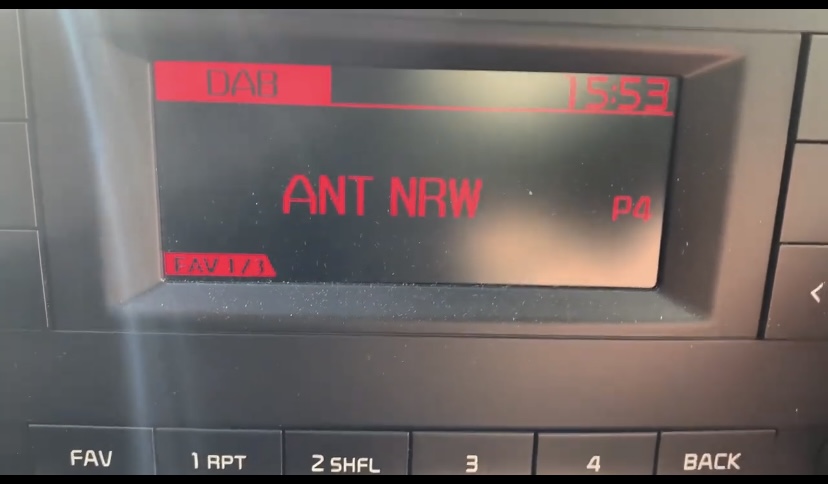 DAB 15:53
ANT NRW P4
FAV 1/3
FAV 1 RPT 2 SHFL 3 4 BACK